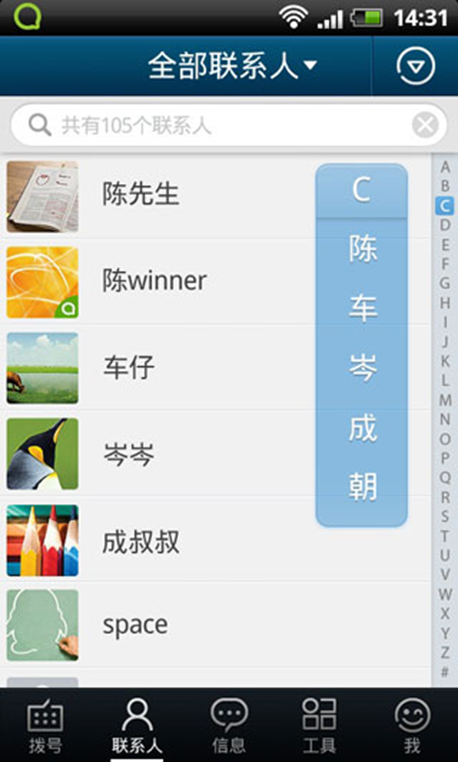 14:31
全部联系人
共有105个联系人
陈先生
陈winner
车仔
岑岑
成叔叔
space
C
陈
车
岑
成
朝
A
B
C
D
E
F
G
H
I
J
K
L
M
N
O
P
Q
R
S
T
U
V
W
X
Y
Z
#
拨号
联系人
信息
工具
我